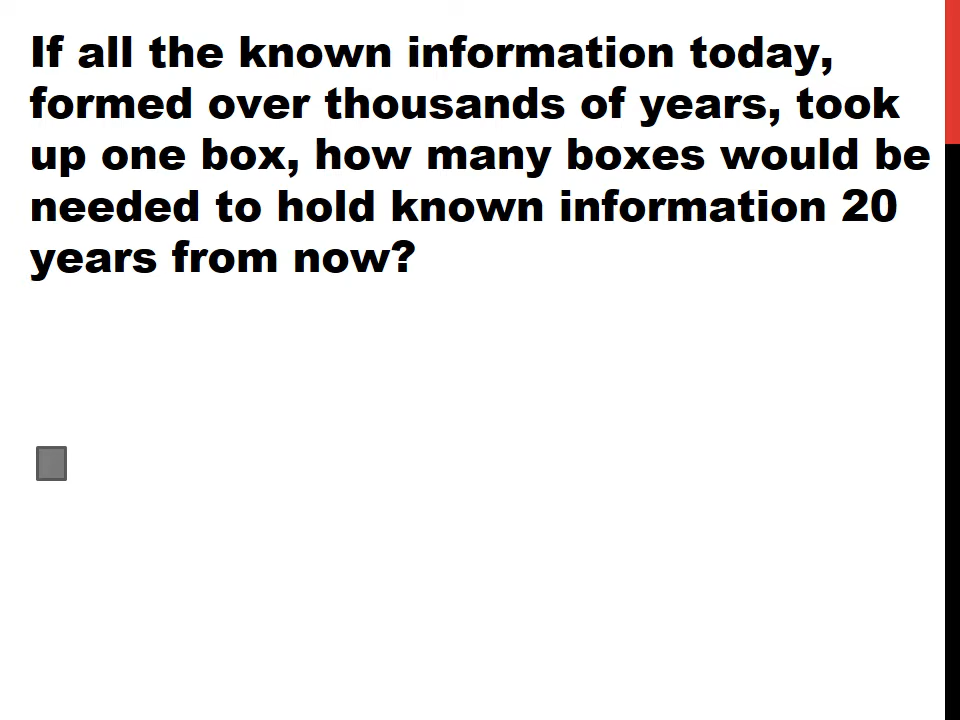 If all the known information today,
formed over thousands of years, took
up one box, how many boxes would be
needed to hold known information 20
years from now?